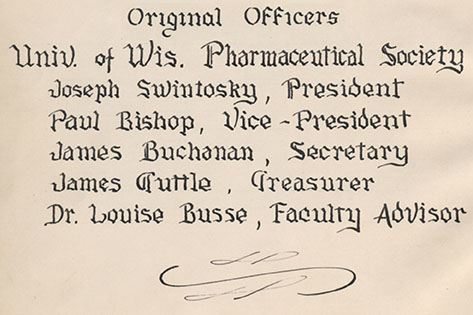 Original Officers
Univ. of Wis. Pharmaceutical Society
Joseph Swintosky, President
Paul Bishop, Vice-President
James Buchanan, Secretary
James Tuttle, Treasurer
Dr. Louise Busse, Faculty Advisor